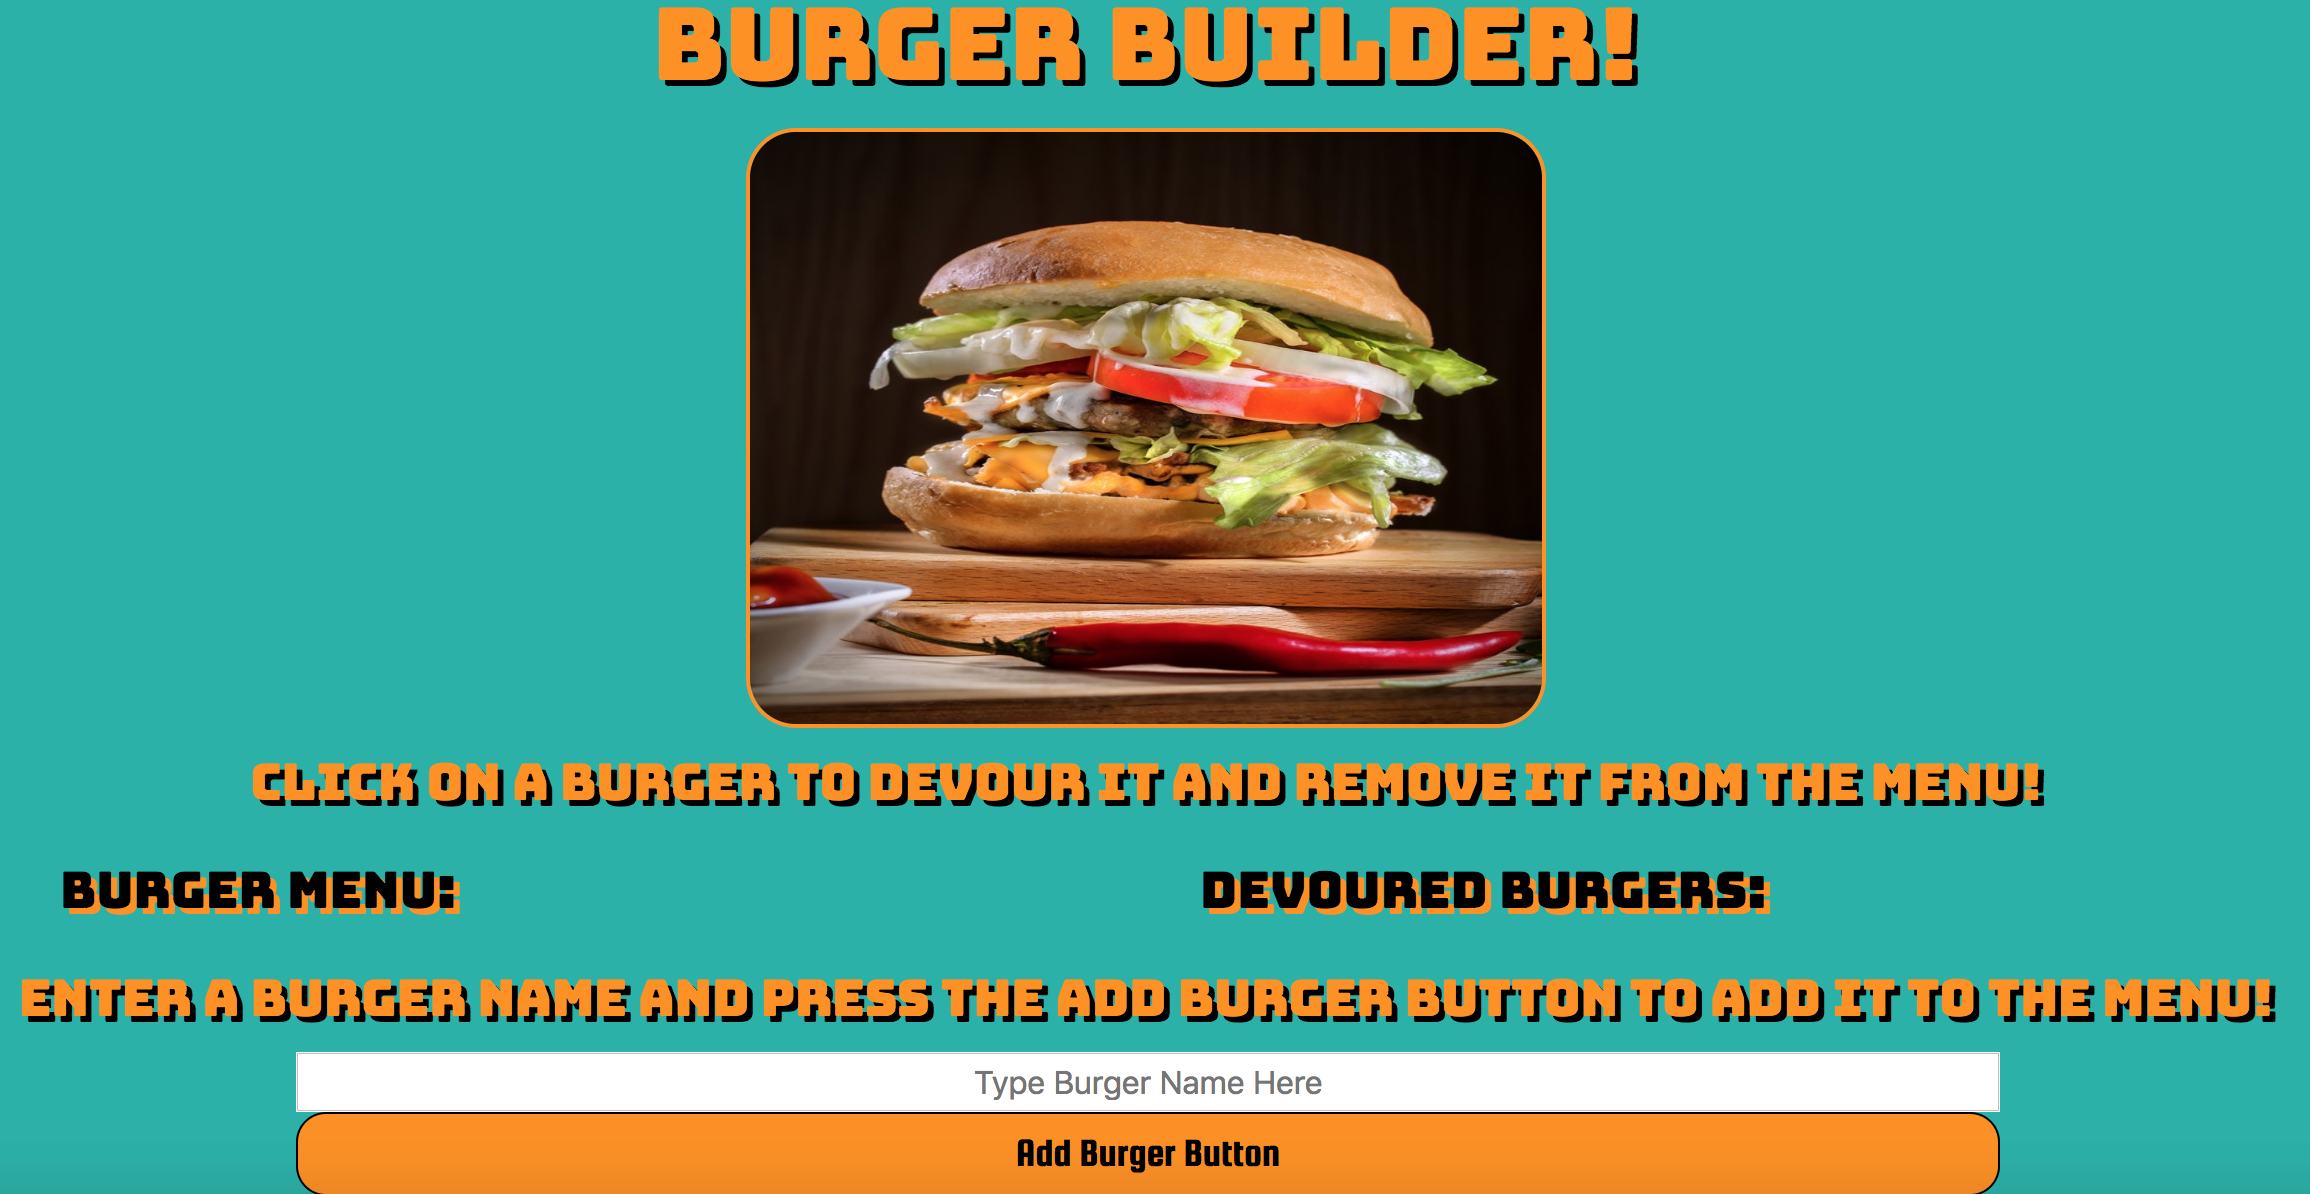 BURGER BUILDER!
CLICK ON A BURGER TO DEVOUR IT AND REMOVE IT FROM THE MENU!
BURGER MENU:
DEVOURED BURGERS:
ENTER A BURGER NAME AND PRESS THE ADD BURGER BUTTON TO ADD IT TO THE MENU!
Type Burger Name Here
Add Burger Button